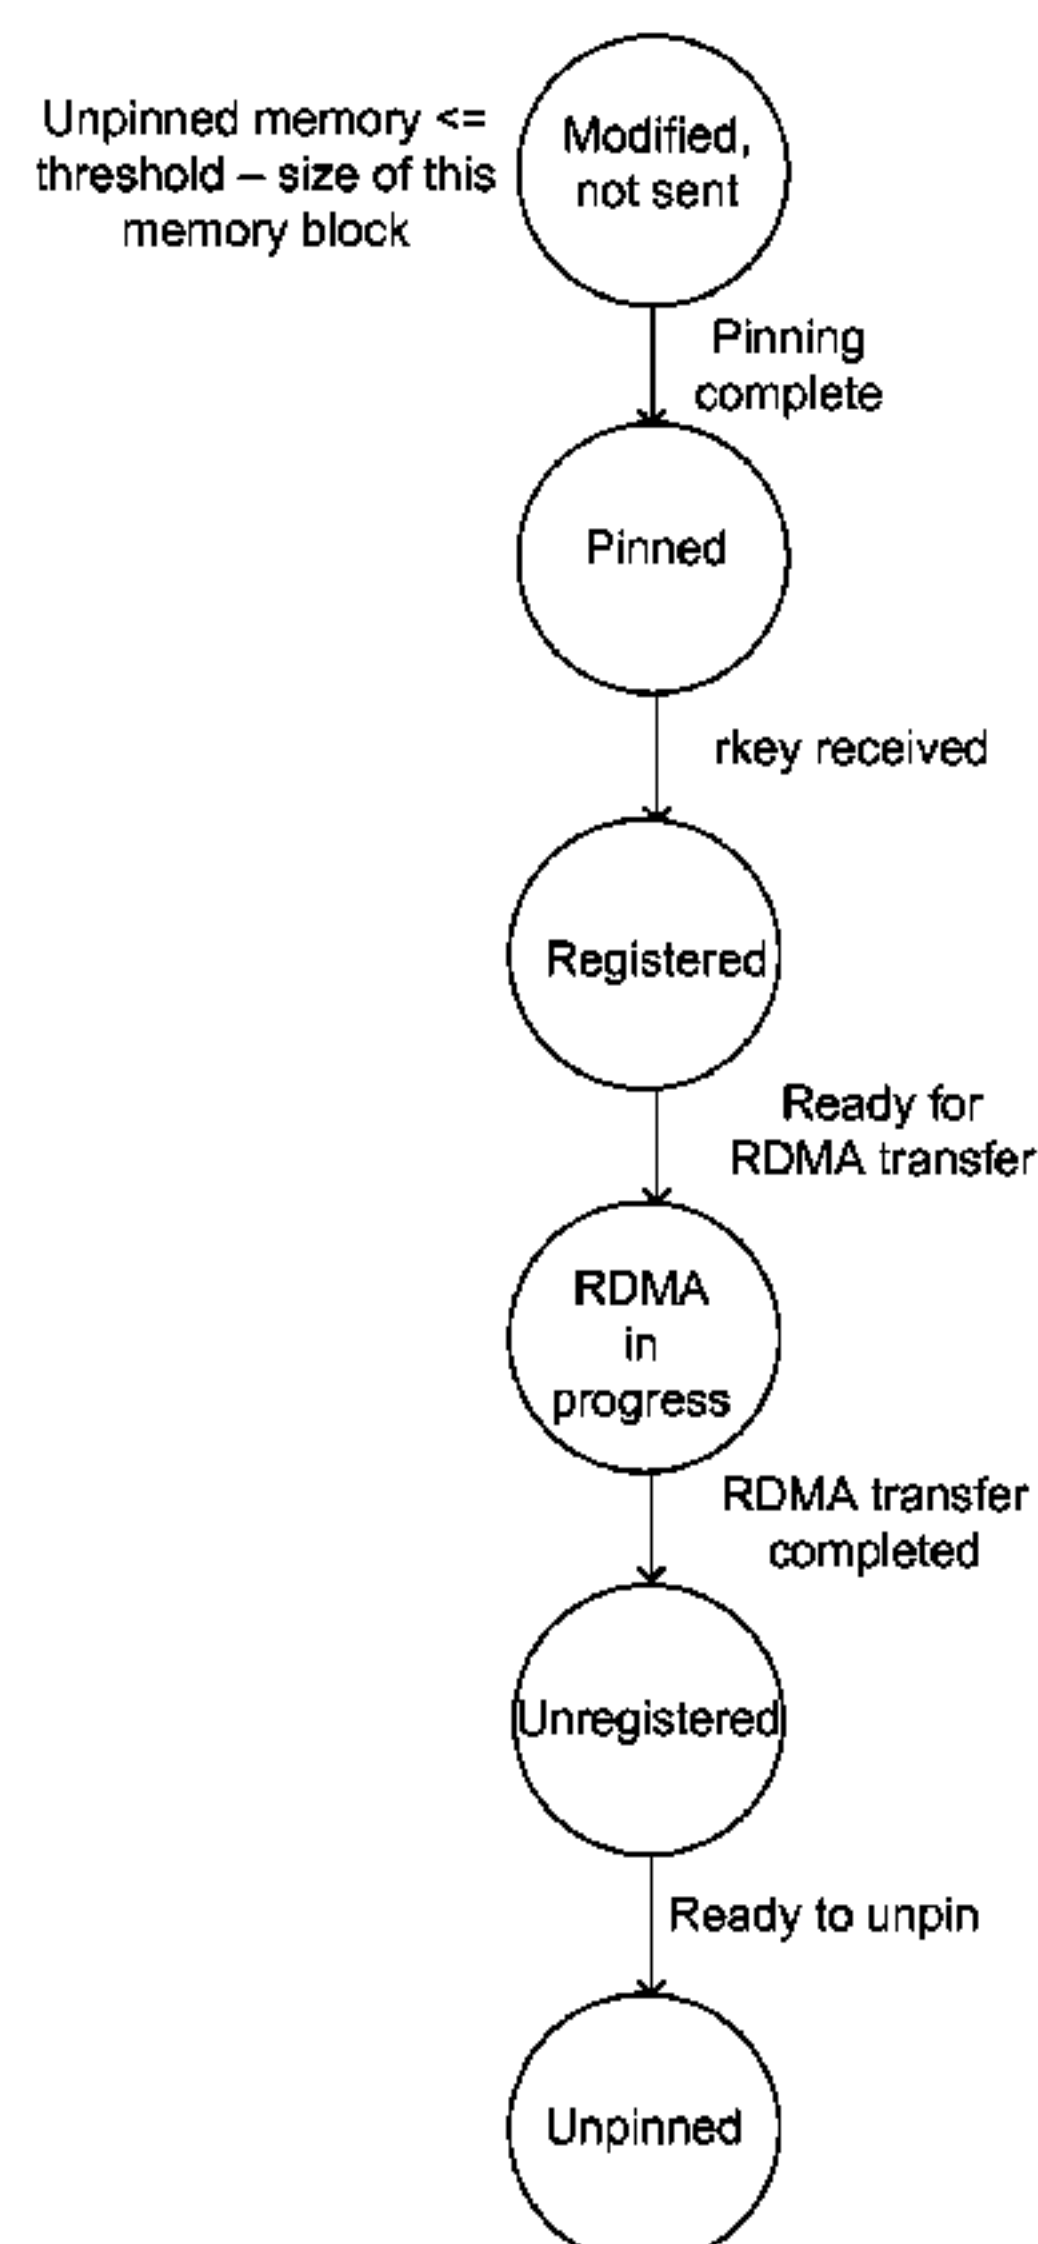 Unpinned memory <=
threshold – size of this
memory block
Modified,
not sent
Pinning
complete
Pinned
rkey received
Registered
Ready for
RDMA transfer
RDMA
in
progress
RDMA transfer
completed
Unregistered
Ready to unpin
Unpinned